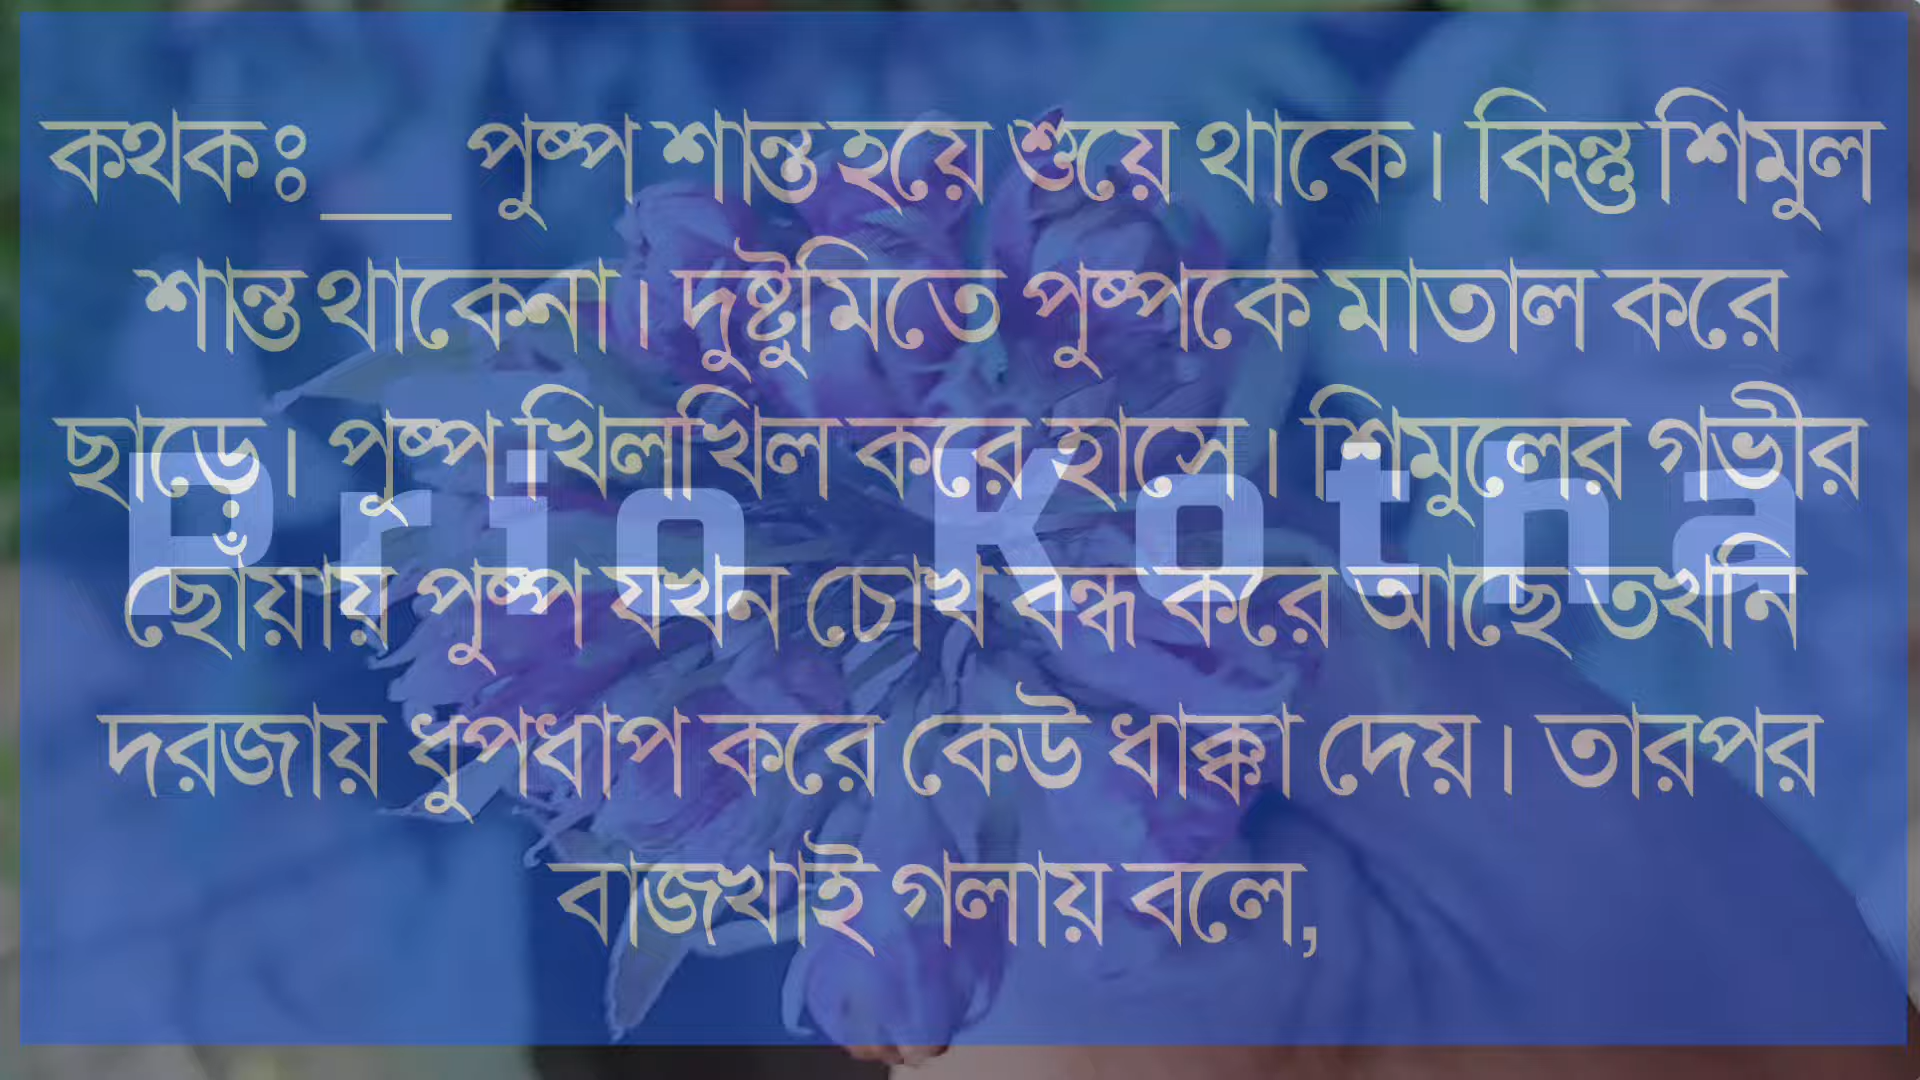 কথকঃ__ পুষ্প শান্ত হয়ে শুয়ে থাকে। কিন্তু শিমুল
শান্ত থাকেনা। দুষ্টুমিতে পুষ্পকে মাতাল করে
ছাড়ে। পুষ্প খিলখিল করে হাসে। শিমুলের গভীর
Prio Kotha
ছোঁয়ায় পুষ্প যখন চোখ বন্ধ করে আছে তখনি
দরজায় ধুপধাপ করে কেউ ধাক্কা দেয়। তারপর
বাজখাই গলায় বলে,